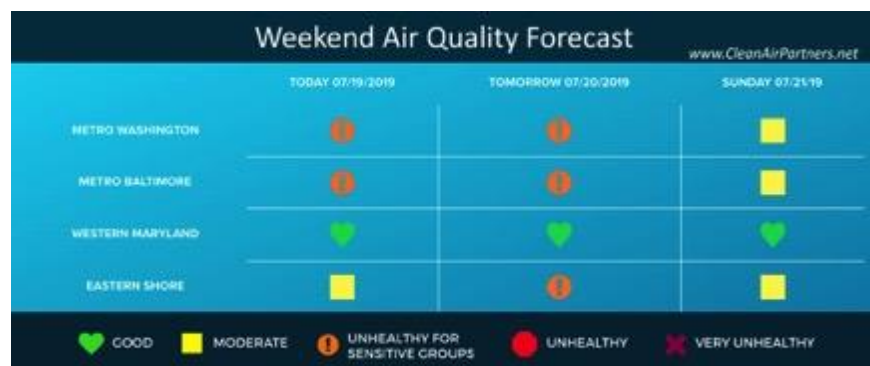 Weekend Air Quality Forecast
www.CleanAirPartners.net
TODAY 07/19/2019 TOMORROW 07/20/2019 SUNDAY 07/21/19
METRO WASHINGTON
METRO BALTIMORE
WESTERN MARYLAND
EASTERN SHORE
GOOD MODERATE UNHEALTHY FOR
SENSITIVE GROUPS UNHEALTHY VERY UNHEALTHY